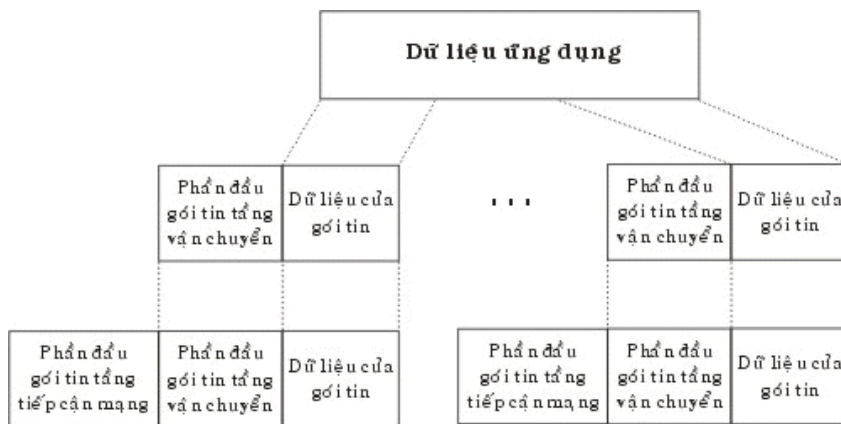 Dữ liệu ứng dụng
Phần đầu
gói tin tầng
vận chuyển
Dữ liệu của
gói tin
...
Phần đầu
gói tin tầng
vận chuyển
Dữ liệu của
gói tin
Phần đầu
gói tin tầng
tiếp cận mạng
Phần đầu
gói tin tầng
vận chuyển
Dữ liệu của
gói tin
Phần đầu
gói tin tầng
tiếp cận mạng
Phần đầu
gói tin tầng
vận chuyển
Dữ liệu của
gói tin